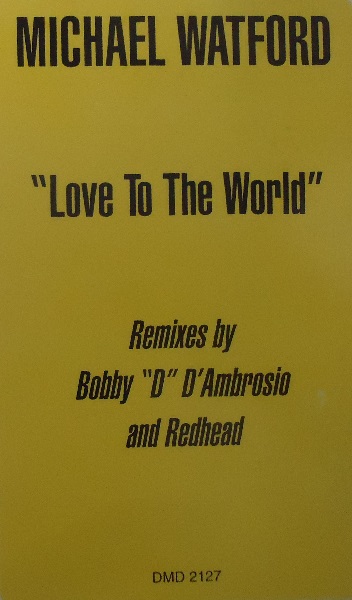 MICHAEL WATFORD
"Love To The World"
Remixes by
Bobby "D" D'Ambrosio
and Redhead
DMD 2127